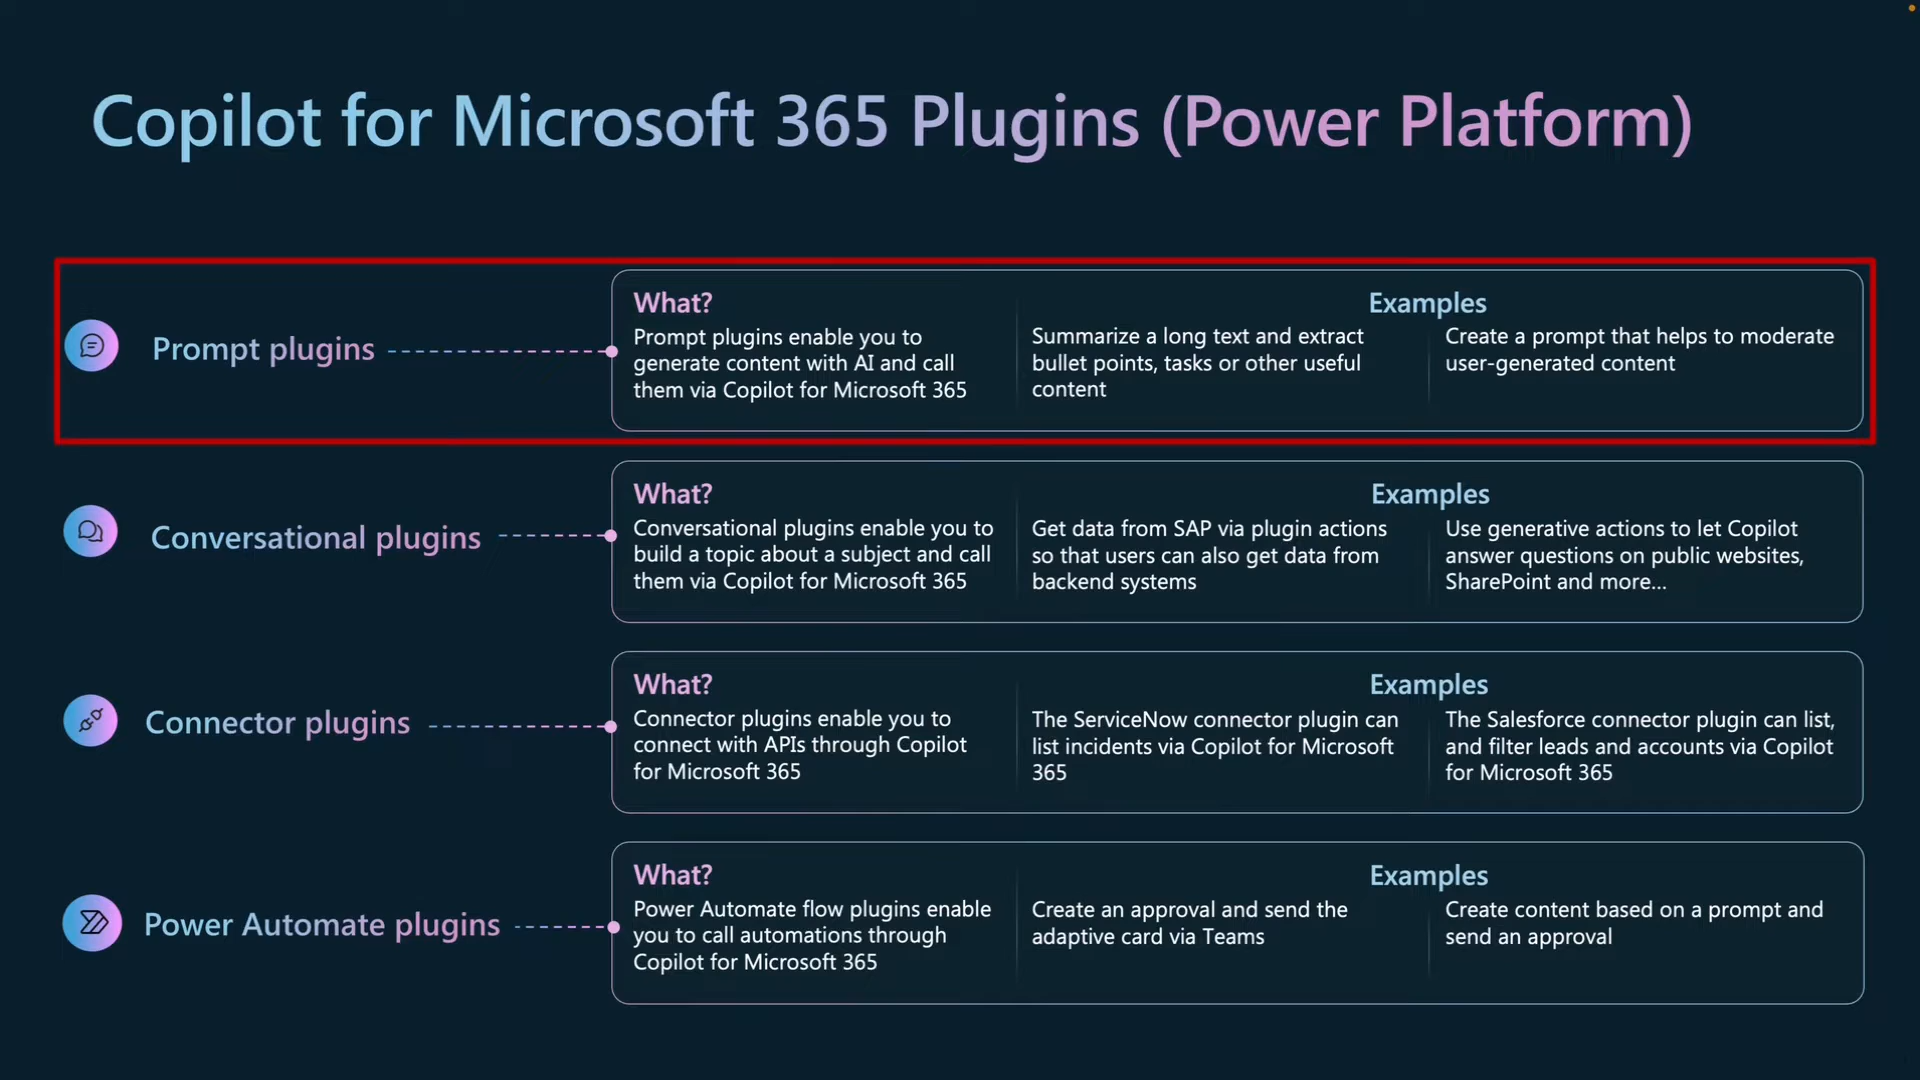 Copilot for Microsoft 365 Plugins (Power Platform)
Prompt plugins
What?
Prompt plugins enable you to
generate content with AI and call
them via Copilot for Microsoft 365
Examples
Summarize a long text and extract
bullet points, tasks or other useful
content
Create a prompt that helps to moderate
user-generated content
Conversational plugins
What?
Conversational plugins enable you to
build a topic about a subject and call
them via Copilot for Microsoft 365
Examples
Get data from SAP via plugin actions
so that users can also get data from
backend systems
Use generative actions to let Copilot
answer questions on public websites,
SharePoint and more...
Connector plugins
What?
Connector plugins enable you to
connect with APIs through Copilot
for Microsoft 365
Examples
The ServiceNow connector plugin can
list incidents via Copilot for Microsoft
365
The Salesforce connector plugin can list,
and filter leads and accounts via Copilot
for Microsoft 365
Power Automate plugins
What?
Power Automate flow plugins enable
you to call automations through
Copilot for Microsoft 365
Examples
Create an approval and send the
adaptive card via Teams
Create content based on a prompt and
send an approval